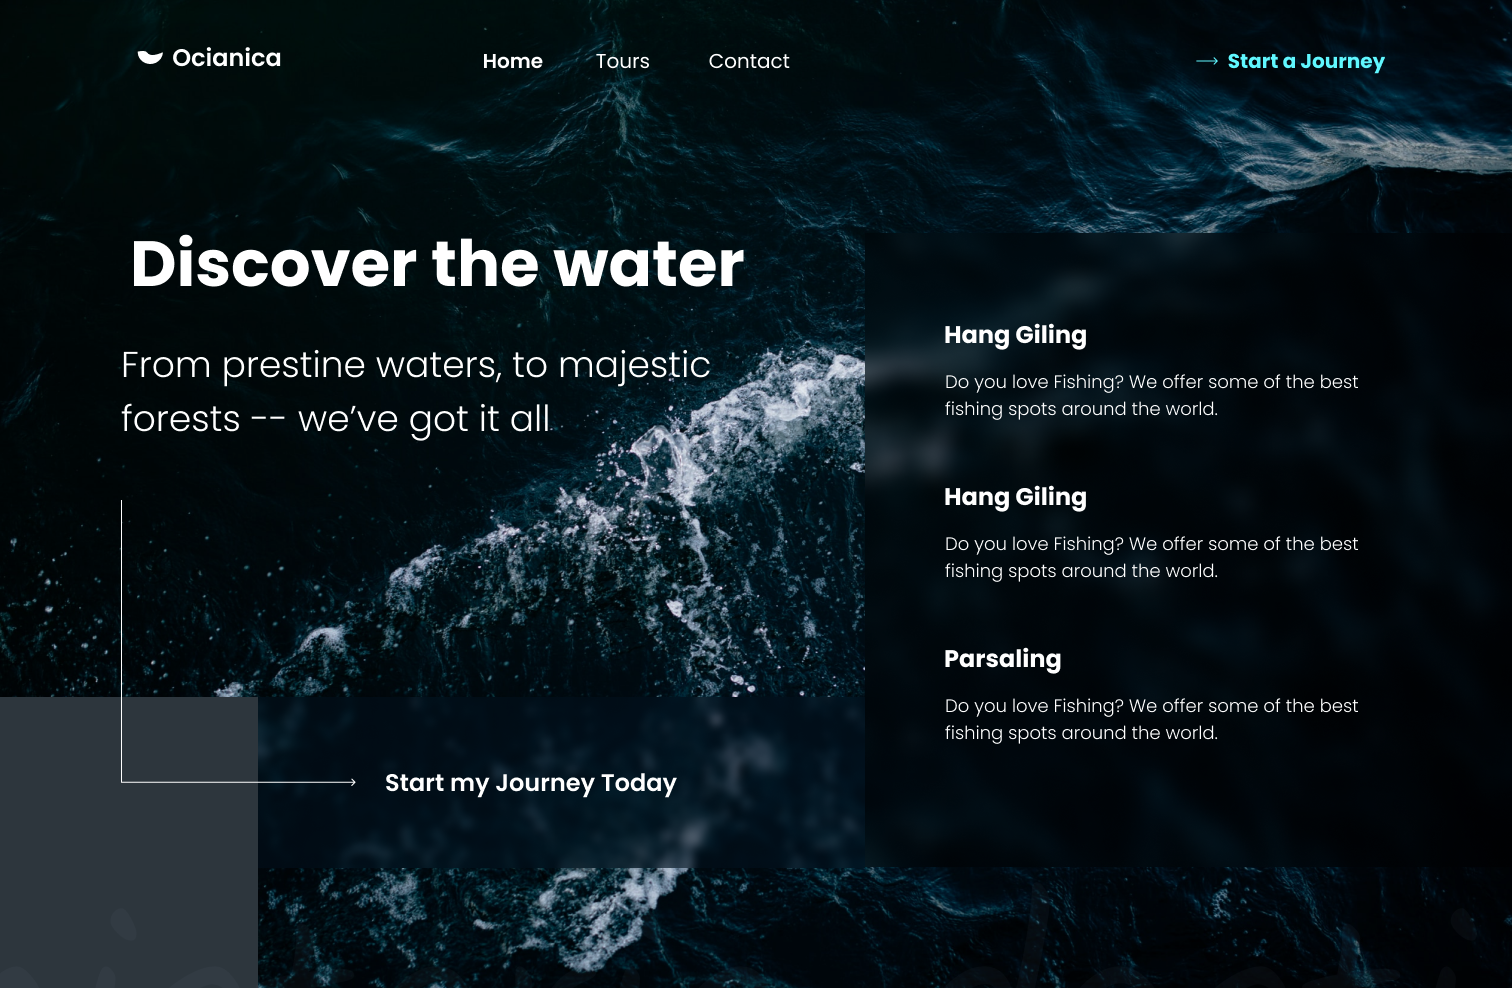 Ocianica
Home
Tours
Contact
Start a Journey
Discover the water
From prestine waters, to majestic
forests -- we’ve got it all
Start my Journey Today
Hang Giling
Do you love Fishing? We offer some of the best
fishing spots around the world.
Hang Giling
Do you love Fishing? We offer some of the best
fishing spots around the world.
Parsaling
Do you love Fishing? We offer some of the best
fishing spots around the world.